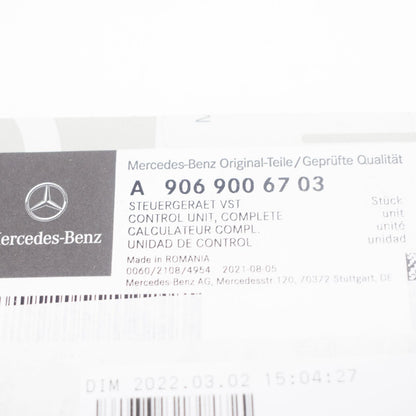 Mercedes-Benz Original-Teile/Geprüfte Qualität
A 906 900 67 03
STEUERGERAET VST Stück
CONTROL UNIT, COMPLETE unit
CALCULATEUR COMPL. unité
UNIDAD DE CONTROL unidad
Mercedes-Benz
Made in ROMANIA
0060/21087/4954 2021-08-05
Mercedes-Benz AG, Mercedesstr 120, 70372 Stuttgart, DE
DIM 2022.03.02 15:04:27